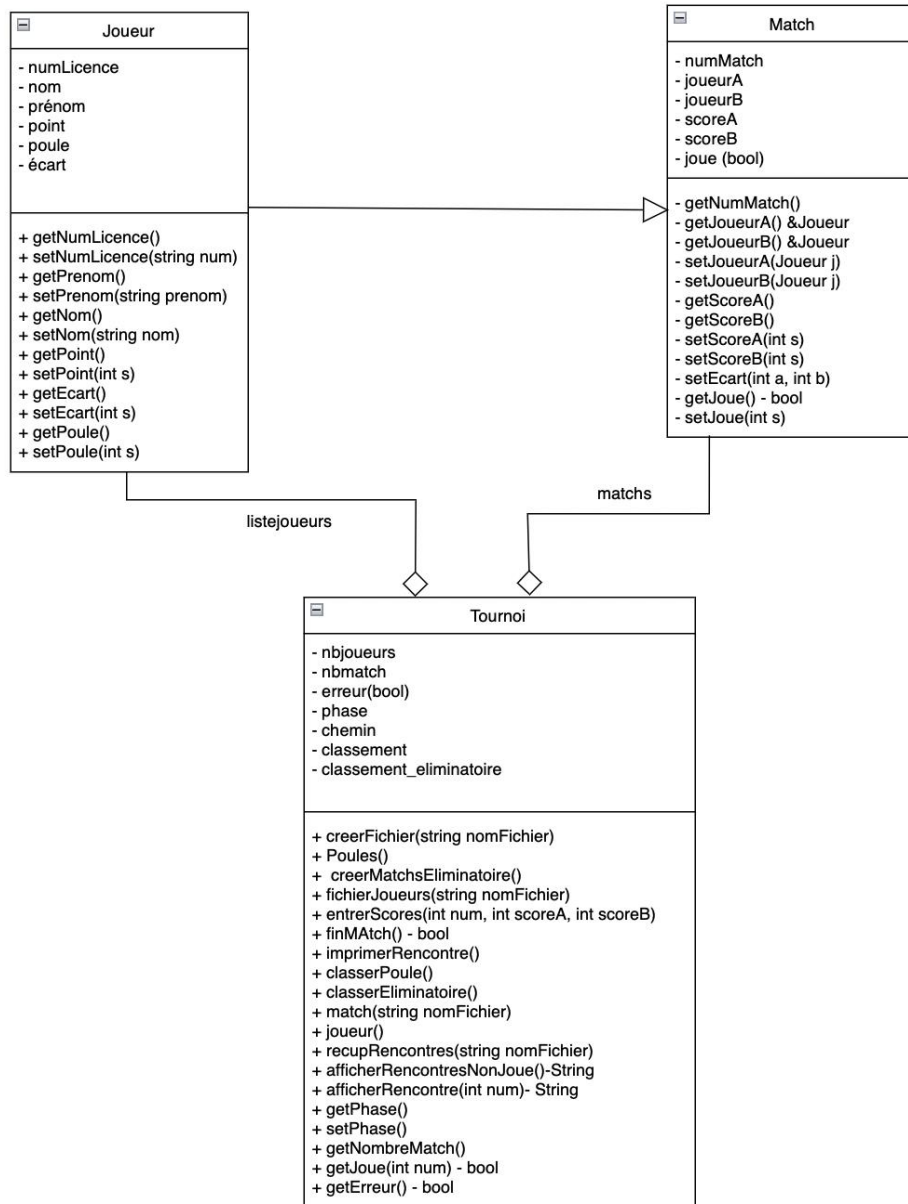 Joueur
- numLicence
- nom
- prénom
- point
- poule
- écart
+ getNumLicence()
+ setNumLicence(string num)
+ getPrenom()
+ setPrenom(string prenom)
+ getNom()
+ setNom(string nom)
+ getPoint()
+ setPoint(int s)
+ getEcart()
+ setEcart(int s)
+ getPoule()
+ setPoule(int s)
Match
- numMatch
- joueurA
- joueurB
- scoreA
- scoreB
- joue (bool)
- getNumMatch()
- getJoueurA() &Joueur
- getJoueurB() &Joueur
- setJoueurA(Joueur j)
- setJoueurB(Joueur j)
- getScoreA()
- getScoreB()
- setScoreA(int s)
- setScoreB(int s)
- setEcart(int a, int b)
- getJoue() - bool
- setJoue(int s)
listejoueurs
matchs
Tournoi
- nbjoueurs
- nbmatch
- erreur(bool)
- phase
- chemin
- classement
- classement_eliminatoire
+ creerFichier(string nomFichier)
+ Poules()
+  creerMatchsEliminatoire()
+ fichierJoueurs(string nomFichier)
+ entrerScores(int num, int scoreA, int scoreB)
+ finMAtch() - bool
+ imprimerRencontre()
+ classerPoule()
+ classerEliminatoire()
+ match(string nomFichier)
+ joueur()
+ recupRencontres(string nomFichier)
+ afficherRencontresNonJoue()-String
+ afficherRencontre(int num)- String
+ getPhase()
+ setPhase()
+ getNombreMatch()
+ getJoue(int num) - bool
+ getErreur() - bool